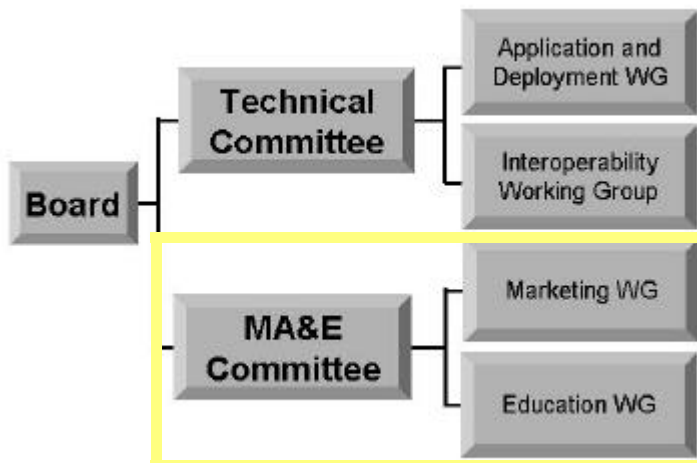 Board
Technical
Committee
Application and
Deployment WG
Interoperability
Working Group
MA&E
Committee
Marketing WG
Education WG